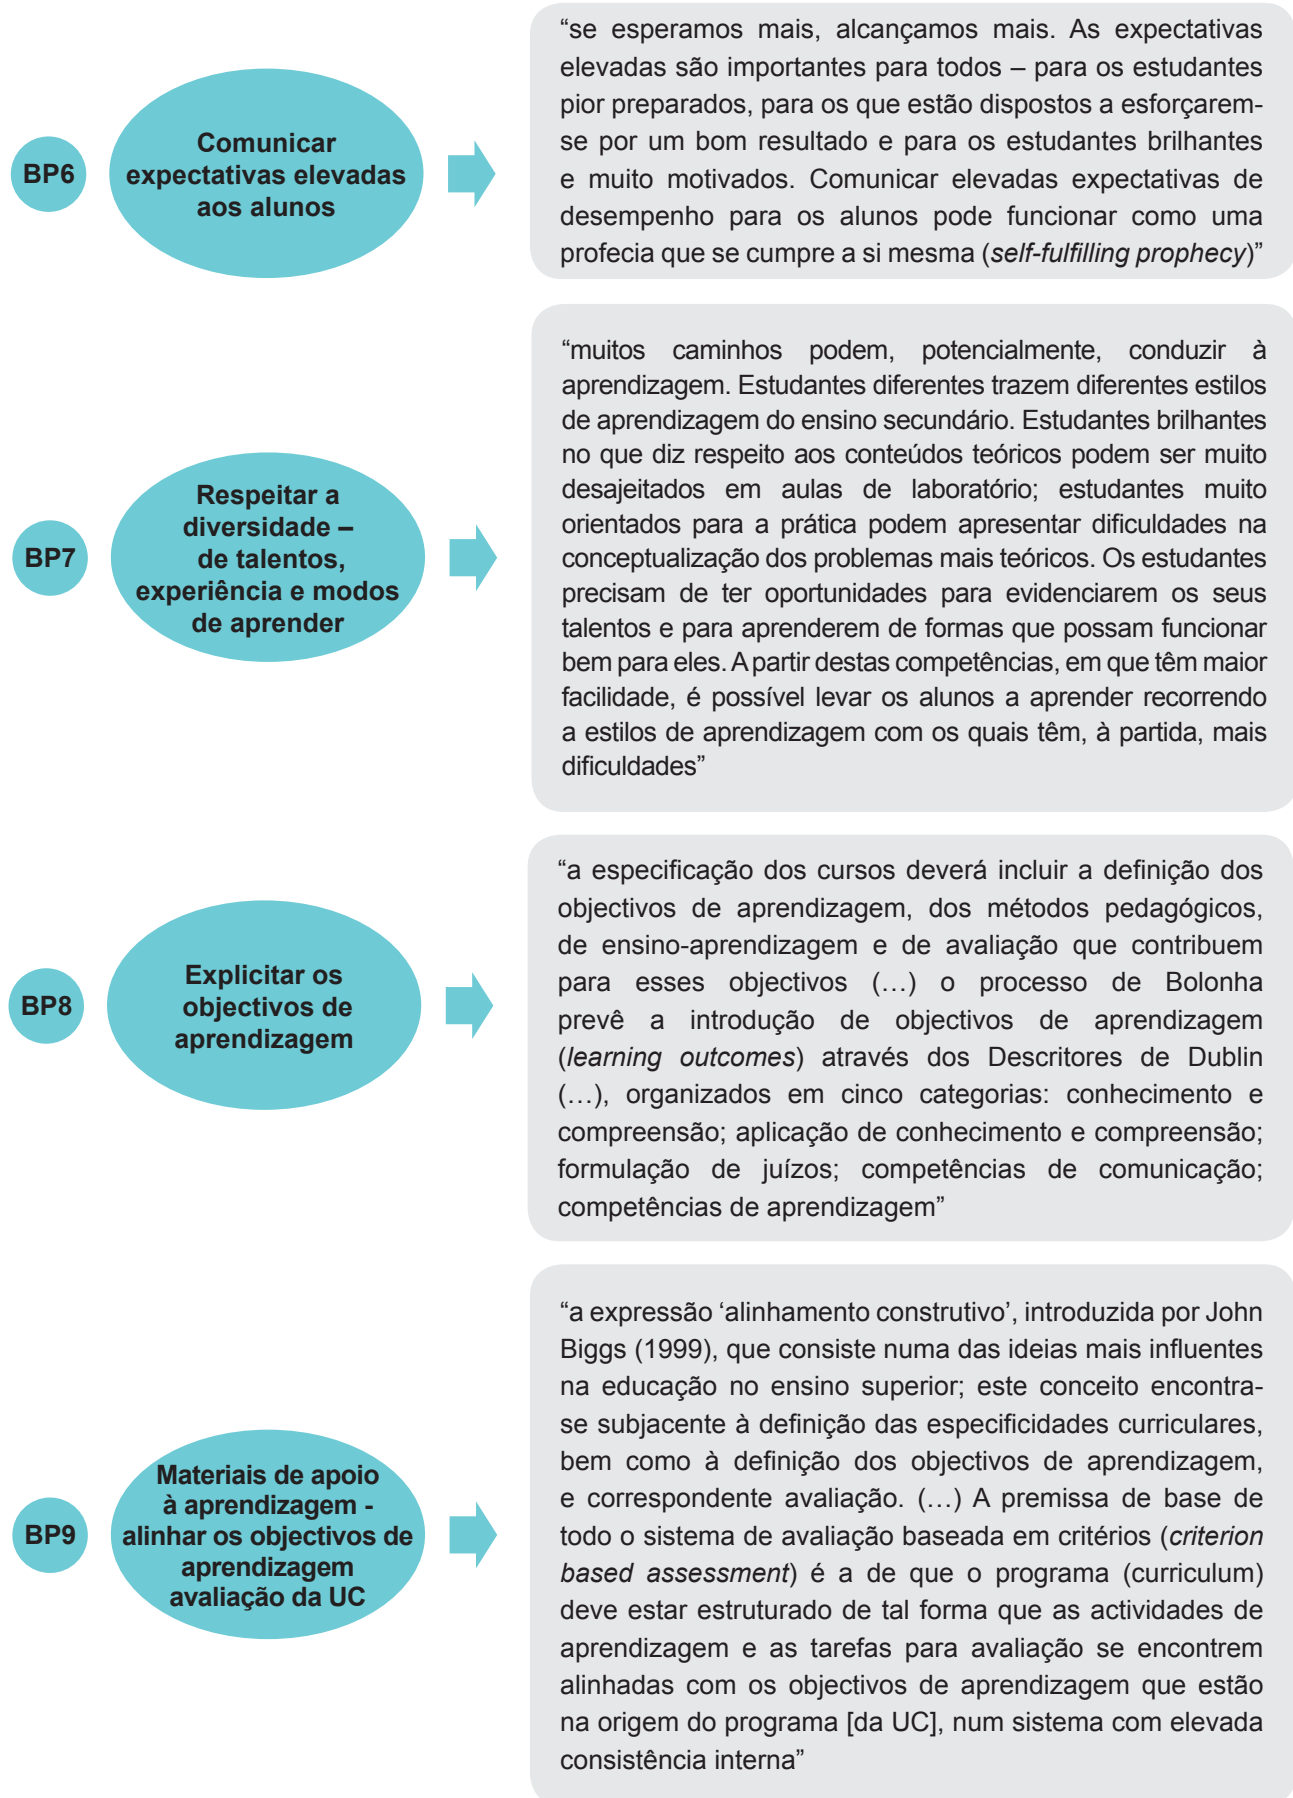 BP6
Comunicar
expectativas elevadas
aos alunos
“se esperamos mais, alcançamos mais. As expectativas
elevadas são importantes para todos – para os estudantes
pior preparados, para os que estão dispostos a esforçarem-
se por um bom resultado e para os estudantes brilhantes
e muito motivados. Comunicar elevadas expectativas de
desempenho para os alunos pode funcionar como uma
profecia que se cumpre a si mesma (self-fulfilling prophecy)”
BP7
Respeitar a
diversidade –
de talentos,
experiência e modos
de aprender
“muitos caminhos podem, potencialmente, conduzir à
aprendizagem. Estudantes diferentes trazem diferentes estilos
de aprendizagem do ensino secundário. Estudantes brilhantes
no que diz respeito aos conteúdos teóricos podem ser muito
desajeitados em aulas de laboratório; estudantes muito
orientados para a prática podem apresentar dificuldades na
conceptualização dos problemas mais teóricos. Os estudantes
precisam de ter oportunidades para evidenciarem os seus
talentos e para aprenderem de formas que possam funcionar
bem para eles. A partir destas competências, em que têm maior
facilidade, é possível levar os alunos a aprender recorrendo
a estilos de aprendizagem com os quais têm, à partida, mais
dificuldades”
BP8
Explicitar os
objectivos de
aprendizagem
“a especificação dos cursos deverá incluir a definição dos
objectivos de aprendizagem, dos métodos pedagógicos,
de ensino-aprendizagem e de avaliação que contribuem
para esses objectivos (…) o processo de Bolonha
prevê a introdução de objectivos de aprendizagem
(learning outcomes) através dos Descritores de Dublin
(…), organizados em cinco categorias: conhecimento e
compreensão; aplicação de conhecimento e compreensão;
formulação de juízos; competências de comunicação;
competências de aprendizagem”
BP9
Materiais de apoio
à aprendizagem -
alinhar os objectivos de
aprendizagem
avaliação da UC
“a expressão ‘alinhamento construtivo’, introduzida por John
Biggs (1999), que consiste numa das ideias mais influentes
na educação no ensino superior; este conceito encontra-
se subjacente à definição das especificidades curriculares,
bem como à definição dos objectivos de aprendizagem,
e correspondente avaliação. (…) A premissa de base de
todo o sistema de avaliação baseada em critérios (criterion
based assessment) é a de que o programa (curriculum)
deve estar estruturado de tal forma que as actividades de
aprendizagem e as tarefas para avaliação se encontrem
alinhadas com os objectivos de aprendizagem que estão
na origem do programa [da UC], num sistema com elevada
consistência interna”